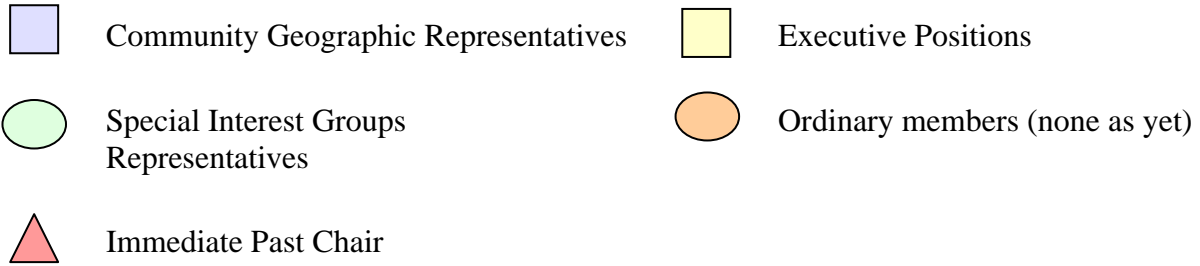 Community Geographic Representatives
Executive Positions
Special Interest Groups
Representatives
Ordinary members (none as yet)
Immediate Past Chair